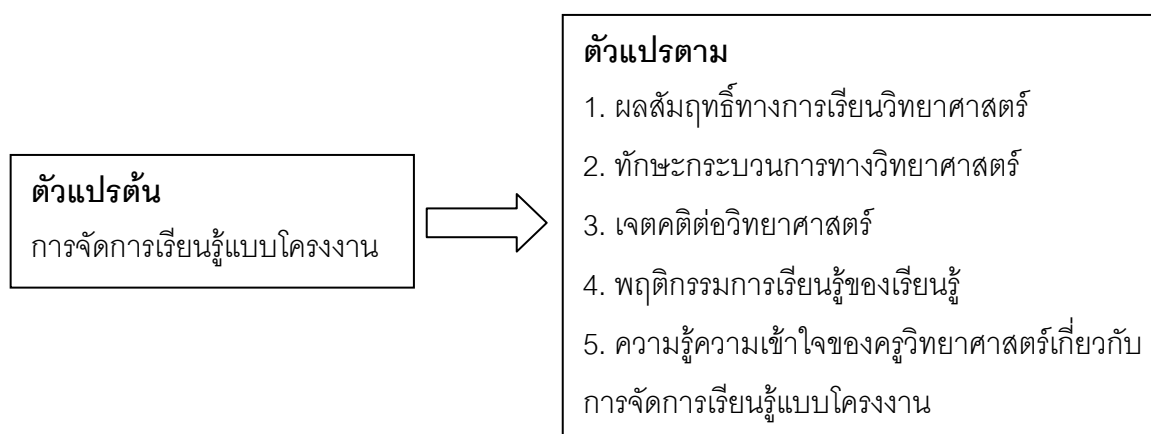 ตัวแปรต้น
การจัดการเรียนรู้แบบโครงงาน
ตัวแปรตาม
1. ผลสัมฤทธิ์ทางการเรียนวิทยาศาสตร์
2. ทักษะกระบวนการทางวิทยาศาสตร์
3. เจตคติต่อวิทยาศาสตร์
4. พฤติกรรมการเรียนรู้ของเรียนรู้
5. ความรู้ความเข้าใจของครูวิทยาศาสตร์เกี่ยวกับ
การจัดการเรียนรู้แบบโครงงาน